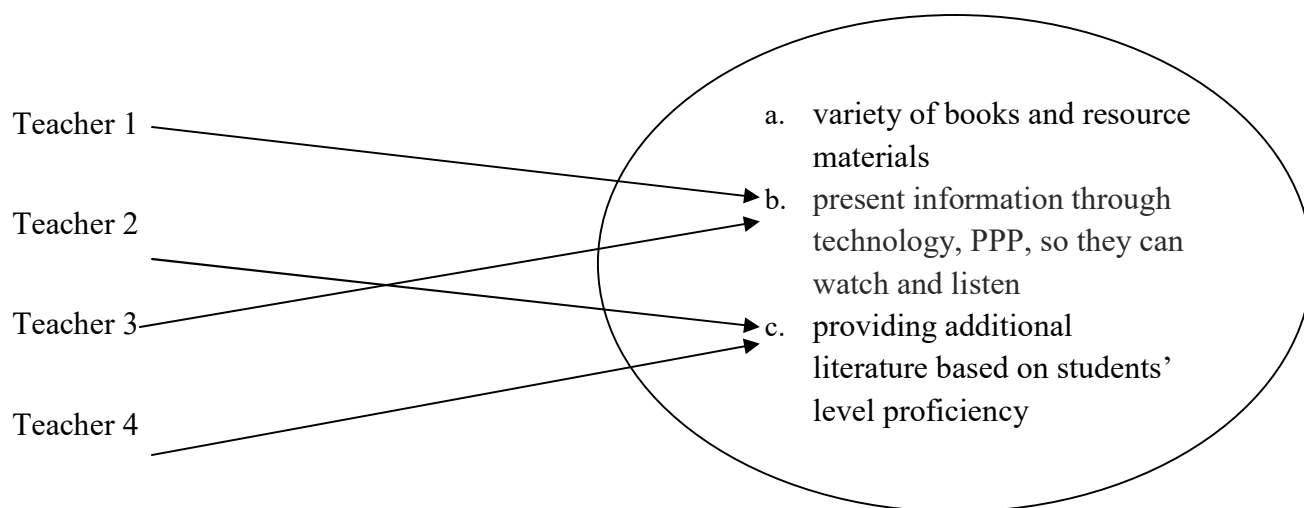 Teacher 1
Teacher 2
Teacher 3
Teacher 4
a. variety of books and resource
materials
b. present information through
technology, PPP, so they can
watch and listen
c. providing additional
literature based on students’
level proficiency